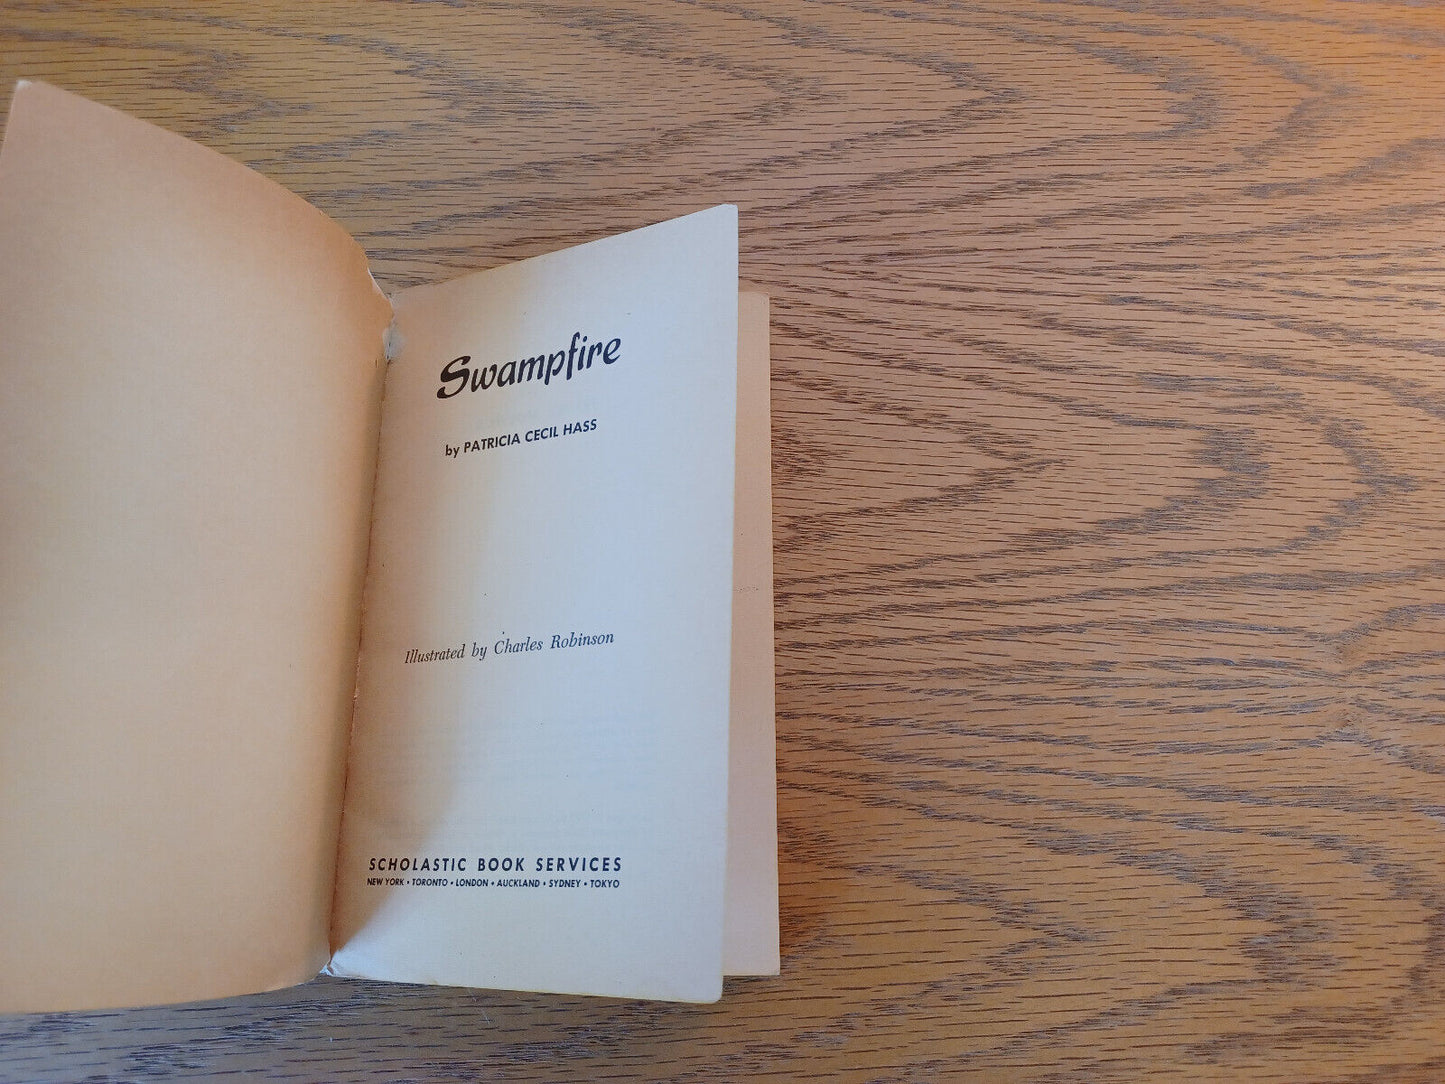 Swampfire
by PATRICIA CECIL HASS
Illustrated by Charles Robinson
SCHOLASTIC BOOK SERVICES
NEW YORK • TORONTO • LONDON • AUCKLAND • SYDNEY • TOKYO